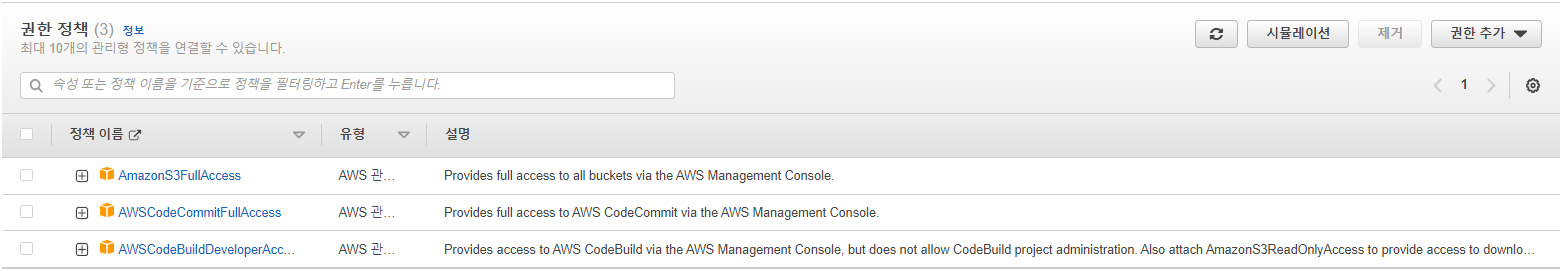 권한 정책 (3) 정보
최대 10개의 관리형 정책을 연결할 수 있습니다.
시뮬레이션 제거 권한 추가
속성 또는 정책 이름을 기준으로 정책을 필터링하고 Enter를 누릅니다.
1
정책 이름 유형 설명
AmazonS3FullAccess AWS 관... Provides full access to all buckets via the AWS Management Console.
AWSCodeCommitFullAccess AWS 관... Provides full access to AWS CodeCommit via the AWS Management Console.
AWSCodeBuildDeveloperAcc... AWS 관... Provides access to AWS CodeBuild via the AWS Management Console, but does not allow CodeBuild project administration. Also attach AmazonS3ReadOnlyAccess to provide access to downlo...